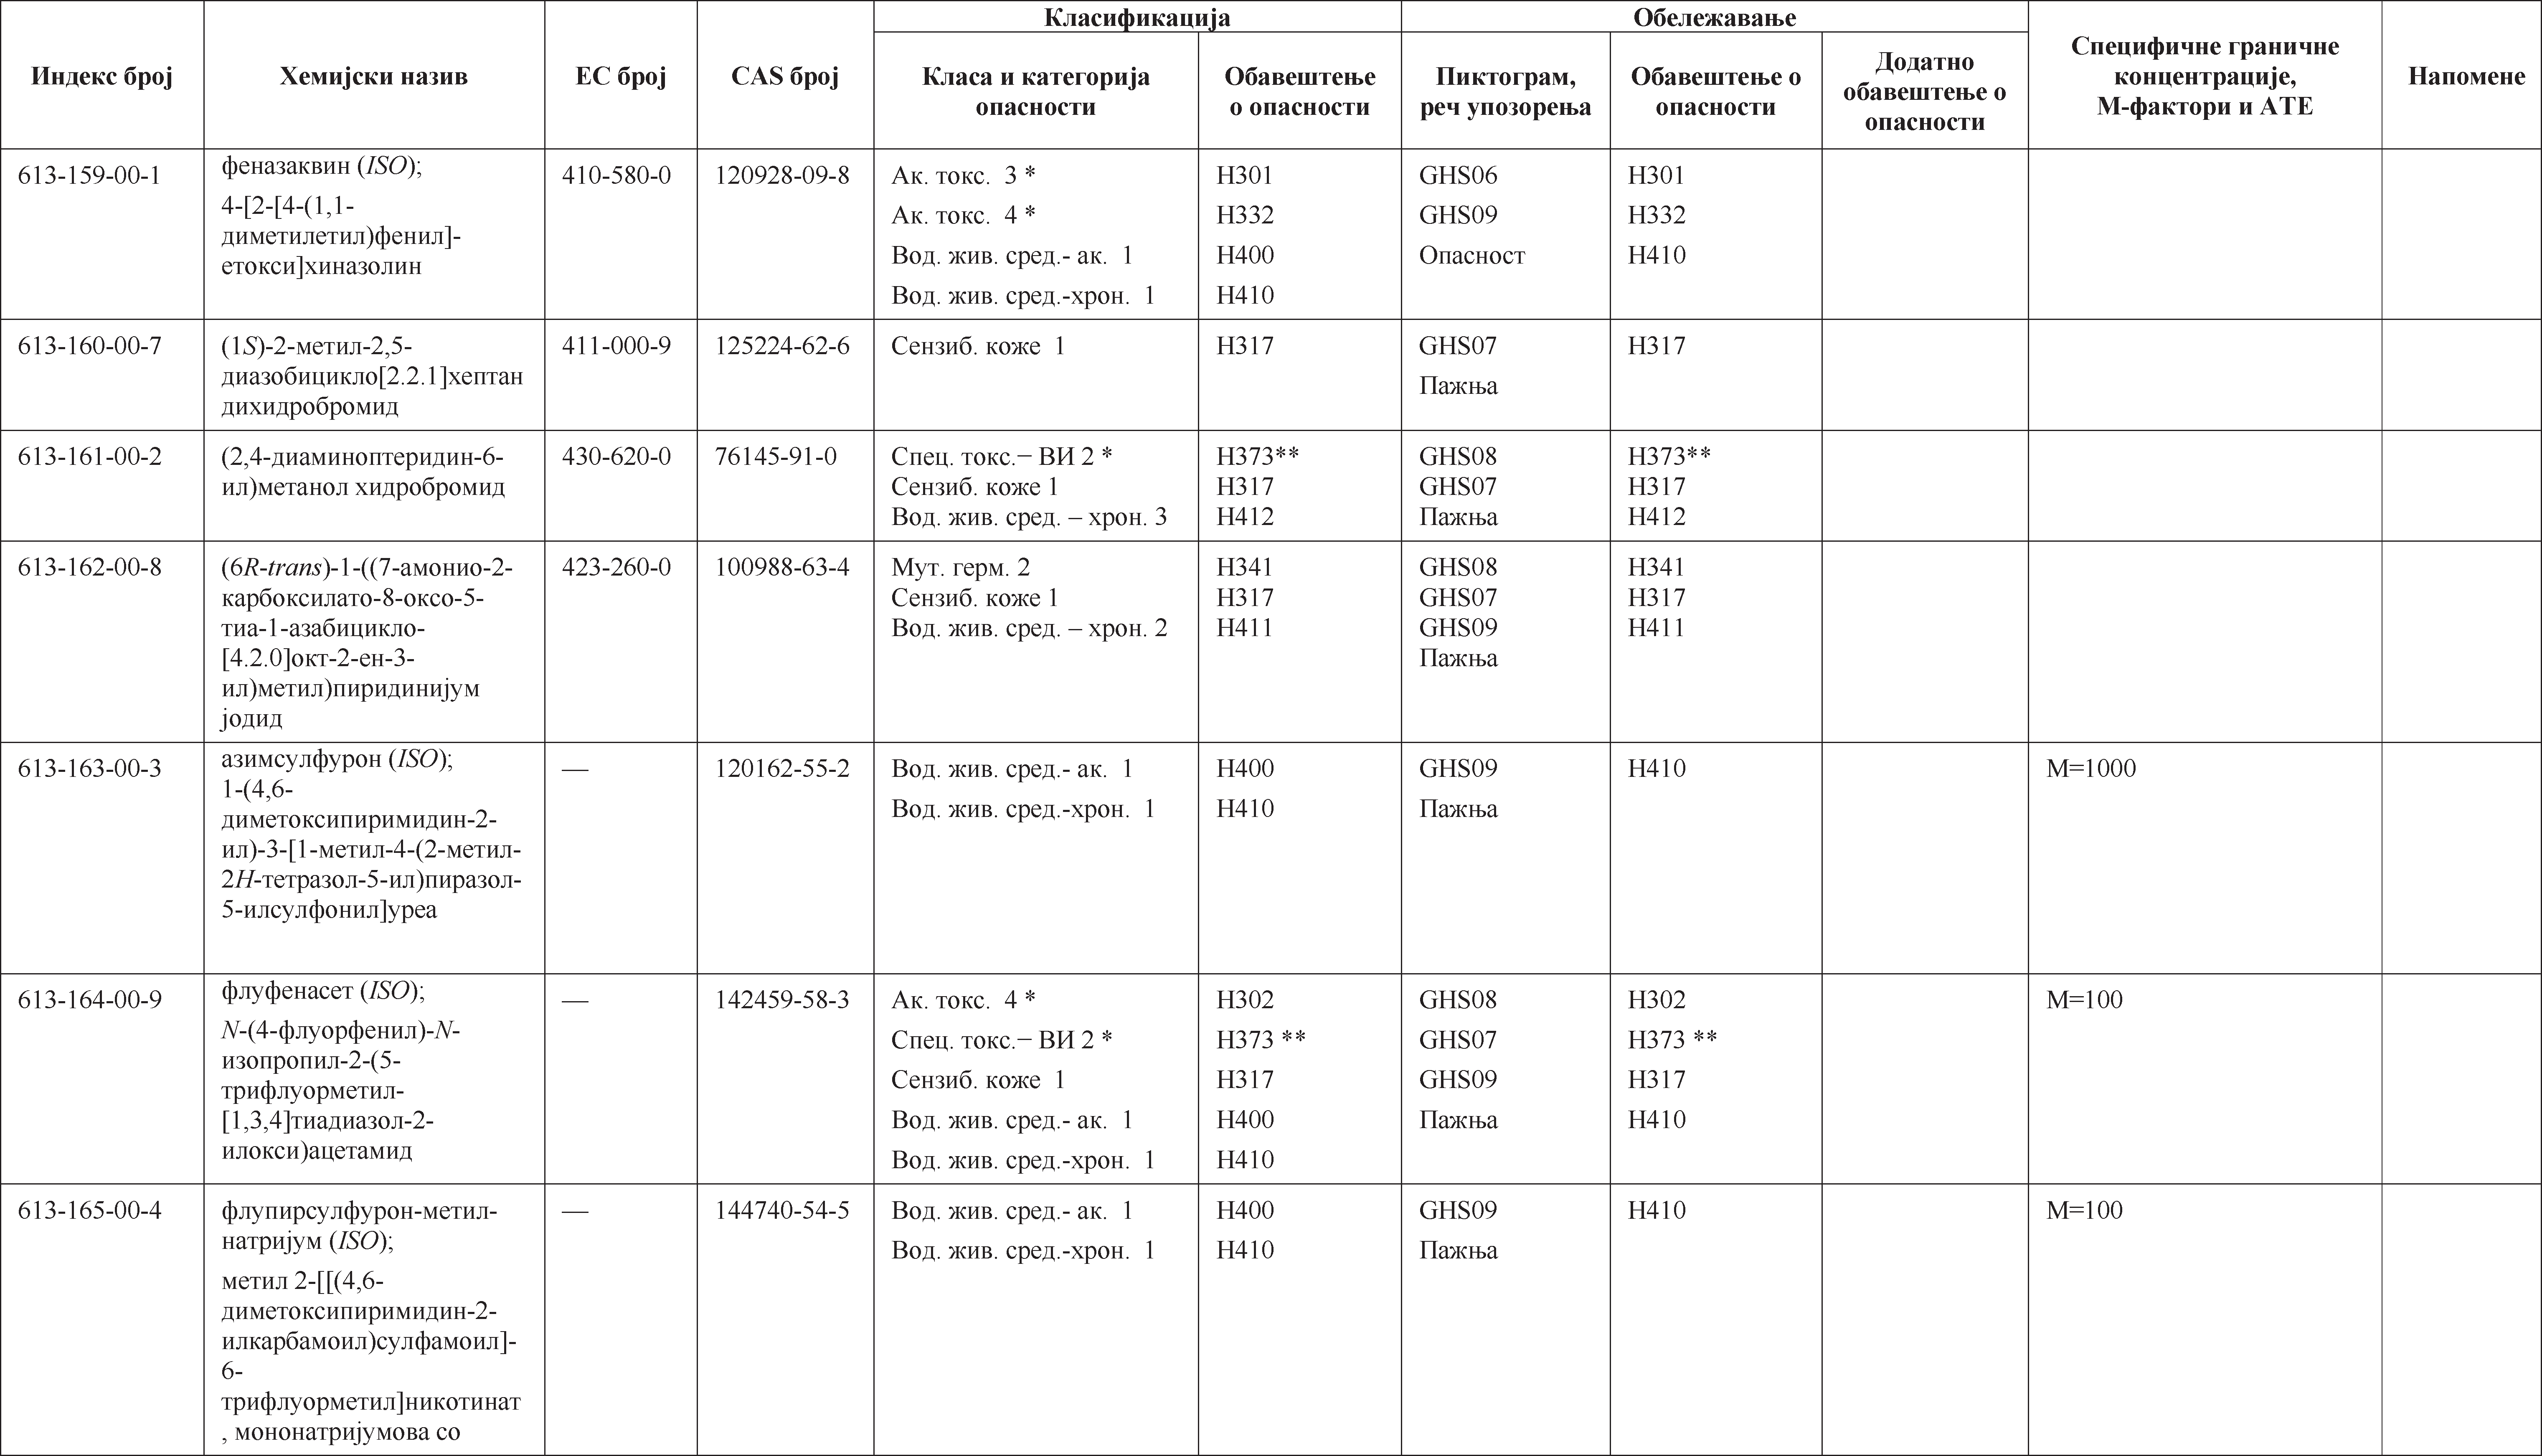 Класификација
Обележавање
Индекс број
Хемијски назив
ЕС број
CAS број
Класа и категорија
опасности
Обавештење
о опасности
Пиктограм,
реч упозорења
Обавештење о
опасности
Додатно
обавештење о
опасности
Специфичне граничне
концентрације,
М-фактори и АТЕ
Напомене
613-159-00-1
феназаквин (ISO);
4-[2-[4-(1,1-
диметилетил)фенил]-
етокси]хиназолин
410-580-0
120928-09-8
Ак. токс. 3 *
Ак. токс. 4 *
Вод. жив. сред.- ак. 1
Вод. жив. сред.-хрон. 1
H301
H332
H400
H410
GHS06
GHS09
Опасност
H301
H332
H410
613-160-00-7
(1S)-2-метил-2,5-
диазобицикло[2.2.1]хептан
дихидробромид
411-000-9
125224-62-6
Сензиб. коже 1
H317
GHS07
Пажња
H317
613-161-00-2
(2,4-диаминоптеридин-6-
ил)метанол хидробромид
430-620-0
76145-91-0
Спец. токс.− ВИ 2 *
Сензиб. коже 1
Вод. жив. сред. – хрон. 3
H373**
H317
H412
GHS08
GHS07
Пажња
H373**
H317
H412
613-162-00-8
(6R-trans)-1-((7-амонио-2-
карбоксилато-8-оксо-5-
тиа-1-азабицикло-
[4.2.0]окт-2-ен-3-
ил)метил)пиридинијум
јодид
423-260-0
100988-63-4
Мут. герм. 2
Сензиб. коже 1
Вод. жив. сред. – хрон. 2
H341
H317
H411
GHS08
GHS07
GHS09
Пажња
H341
H317
H411
613-163-00-3
азимсулфурон (ISO);
1-(4,6-
диметоксипиримидин-2-
ил)-3-[1-метил-4-(2-метил-
2H-тетразол-5-ил)пиразол-
5-илсулфонил]уреа
—
120162-55-2
Вод. жив. сред.- ак. 1
Вод. жив. сред.-хрон. 1
H400
H410
GHS09
Пажња
H410
M=1000
613-164-00-9
флуфенасет (ISO);
N-(4-флуорфенил)-N-
изопропил-2-(5-
трифлуорметил-
[1,3,4]тиадиазол-2-
илокси)ацетамид
—
142459-58-3
Ак. токс. 4 *
Спец. токс.− ВИ 2 *
Сензиб. коже 1
Вод. жив. сред.- ак. 1
Вод. жив. сред.-хрон. 1
H302
H373 **
H317
H400
H410
GHS08
GHS07
GHS09
Пажња
H302
H373 **
H317
H410
M=100
613-165-00-4
флупирсулфурон-метил-
натријум (ISO);
метил 2-[[(4,6-
диметоксипиримидин-2-
илкарбамоил)сулфамоил]-
6-
трифлуорметил]никотинат
, мононатријумова со
—
144740-54-5
Вод. жив. сред.- ак. 1
Вод. жив. сред.-хрон. 1
H400
H410
GHS09
Пажња
H410
M=100